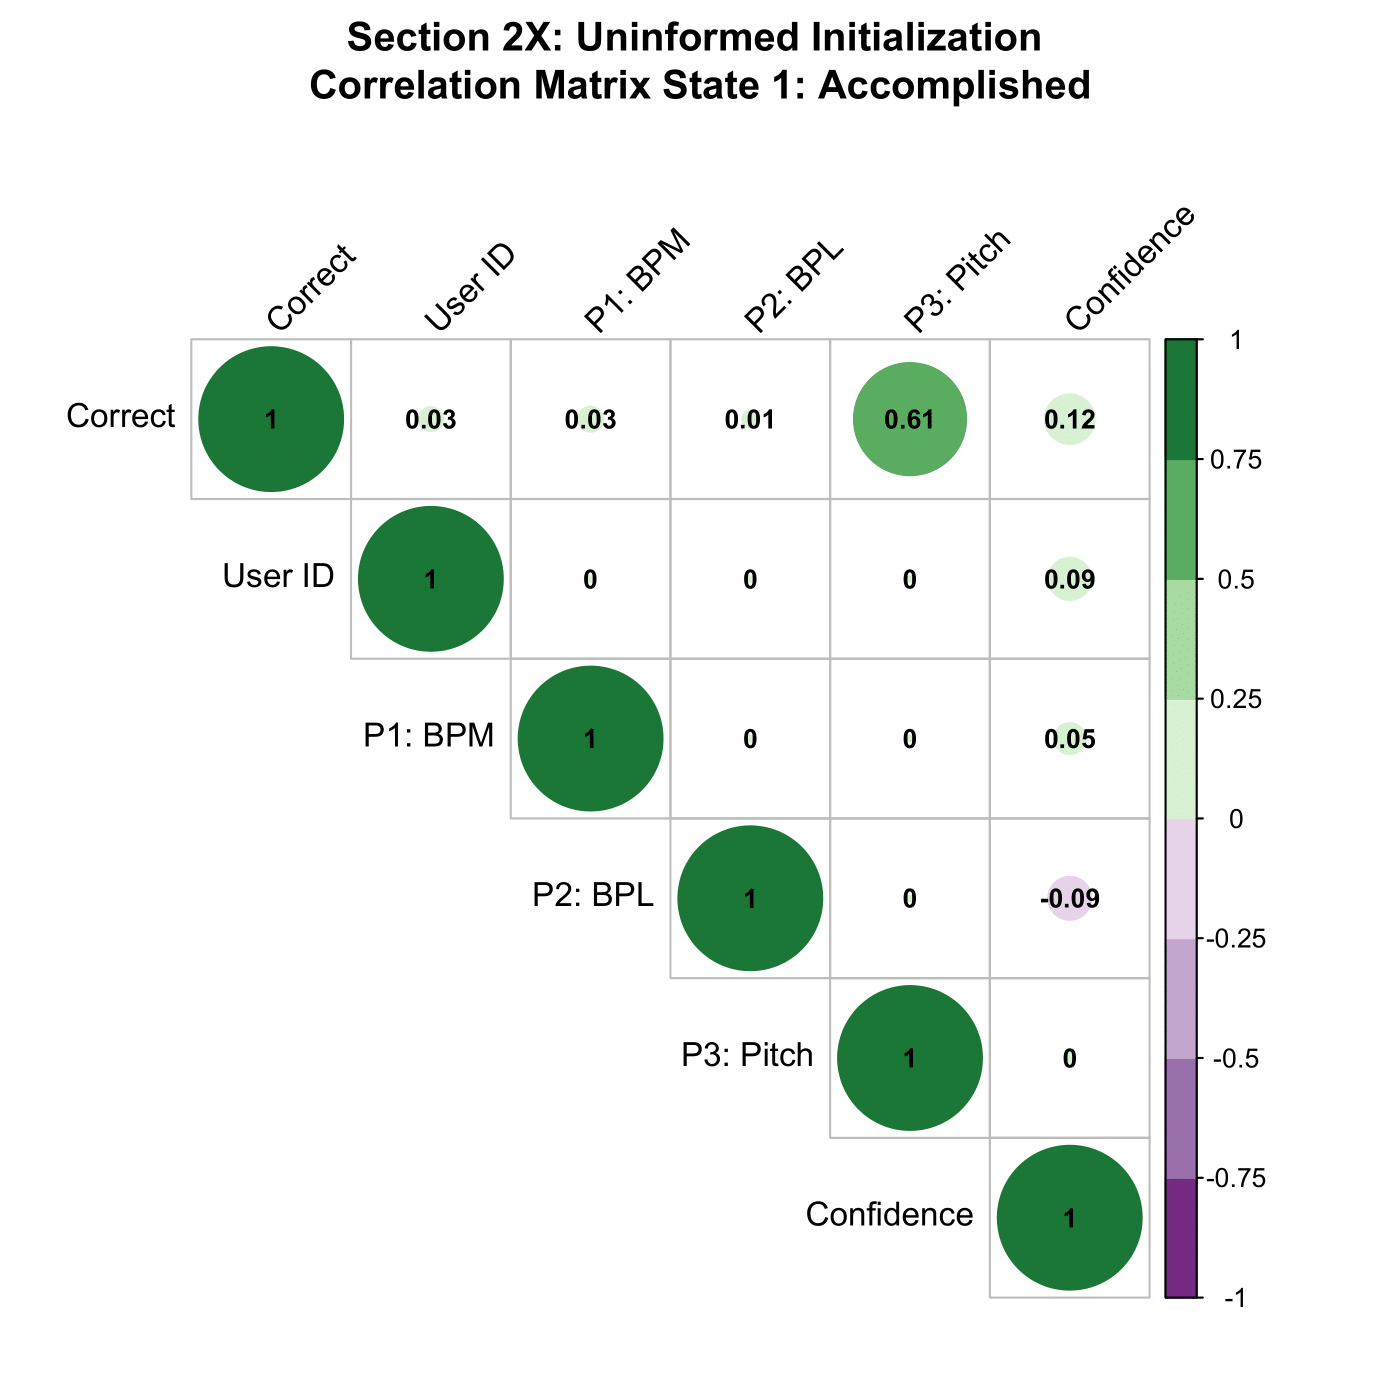 Section 2X: Uninformed Initialization
Correlation Matrix State 1: Accomplished
Correct User ID P1: BPM P2: BPL P3: Pitch Confidence
Correct 1 0.03 0.03 0.01 0.61 0.12
User ID 1 0 0 0 0.09
P1: BPM 1 0 0 0.05
P2: BPL 1 0 -0.09
P3: Pitch 1 0
Confidence 1
1
0.75
0.5
0.25
0
-0.25
-0.5
-0.75
-1